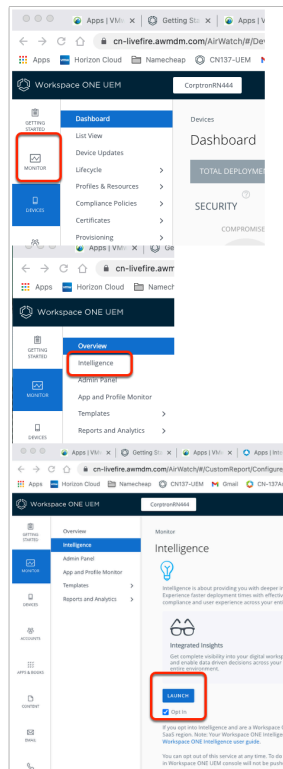 Apps | VM
Getting Sta
Apps | V
cn-livefire.awmdm.com/AirWatch/#/De
Apps
Horizon Cloud
Namecheap
CN137-UEM
Workspace ONE UEM
CorptronRN444
GETTING
STARTED
MONITOR
DEVICES
Dashboard
List View
Device Updates
Lifecycle
Profiles & Resources
Compliance Policies
Certificates
Provisioning
Devices
Dashboard
TOTAL DEPLOYME
SECURITY
COMPROMISE
Apps | VM
Ge
cn-livefire.awm
Apps
Horizon Cloud
Namech
Workspace ONE UEM
GETTING
STARTED
MONITOR
DEVICES
Overview
Intelligence
Admin Panel
App and Profile Monitor
Templates
Reports and Analytics
Apps | VM
Getting Sta
Apps | VM
Apps | Inte
cn-livefire.awmdm.com/AirWatch/#/CustomReport/Configure
Apps
Horizon Cloud
Namecheap
CN137-UEM
Gmail
Workspace ONE UEM
CorptronRN444
GETTING
STARTED
MONITOR
DEVICES
ACCOUNTS
APPS & BOOKS
CONTENT
EMAIL
Overview
Intelligence
Admin Panel
App and Profile Monitor
Templates
Reports and Analytics
Monitor
Intelligence
Intelligence is about providing you with deeper in
Experience faster deployment times with effectiv
compliance and user experience across your enti
Integrated Insights
Get complete visibility into your digital worksp
and enable data driven decisions across your
entire environment.
LAUNCH
Opt In
If you opt into Intelligence and are a Workspace
SaaS region. Note: Your Workspace ONE Intellige
Workspace ONE Intelligence user guide.
You can opt out of this service at any time. To do
in Workspace ONE UEM console will not be push